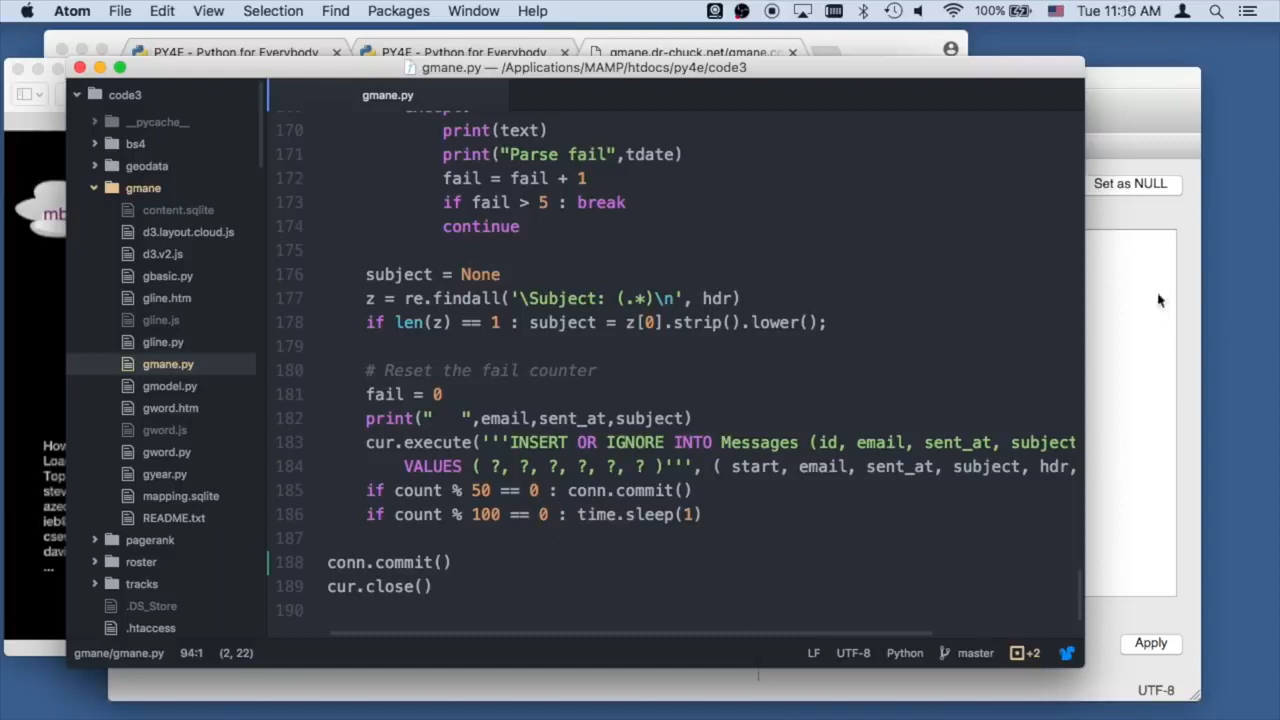 Atom File Edit View Selection Find Packages Window Help 100% Tue 11:10 AM
PY4E - Python for Everybody PY4E - Python for Everybody gmane.dr-chuck.net/gmane.co
gmane.py — /Applications/MAMP/htdocs/py4e/code3
code3
gmane.py
__pycache__
bs4
geodata
gmane
content.sqlite
d3.layout.cloud.js
d3.v2.js
gbasic.py
gline.htm
gline.js
gline.py
gmane.py
gmodel.py
gword.htm
gword.js
gword.py
gyear.py
mapping.sqlite
README.txt
pagerank
roster
tracks
.DS_Store
.htaccess
170 print(text)
171 print("Parse fail",tdate)
172 fail = fail + 1
173 if fail > 5 : break
174 continue
175
176 subject = None
177 z = re.findall('\Subject: (.*)\n', hdr)
178 if len(z) == 1 : subject = z[0].strip().lower();
179
180 # Reset the fail counter
181 fail = 0
182 print("   ",email,sent_at,subject)
183 cur.execute('''INSERT OR IGNORE INTO Messages (id, email, sent_at, subject
184 VALUES ( ?, ?, ?, ?, ?, ? )''', ( start, email, sent_at, subject, hdr,
185 if count % 50 == 0 : conn.commit()
186 if count % 100 == 0 : time.sleep(1)
187
188 conn.commit()
189 cur.close()
190
gmane/gmane.py 94:1 (2, 22) LF UTF-8 Python master +2
Set as NULL
Apply
UTF-8
mb
How
Loa
Top
stev
azec
ieb@
csev
davi
...